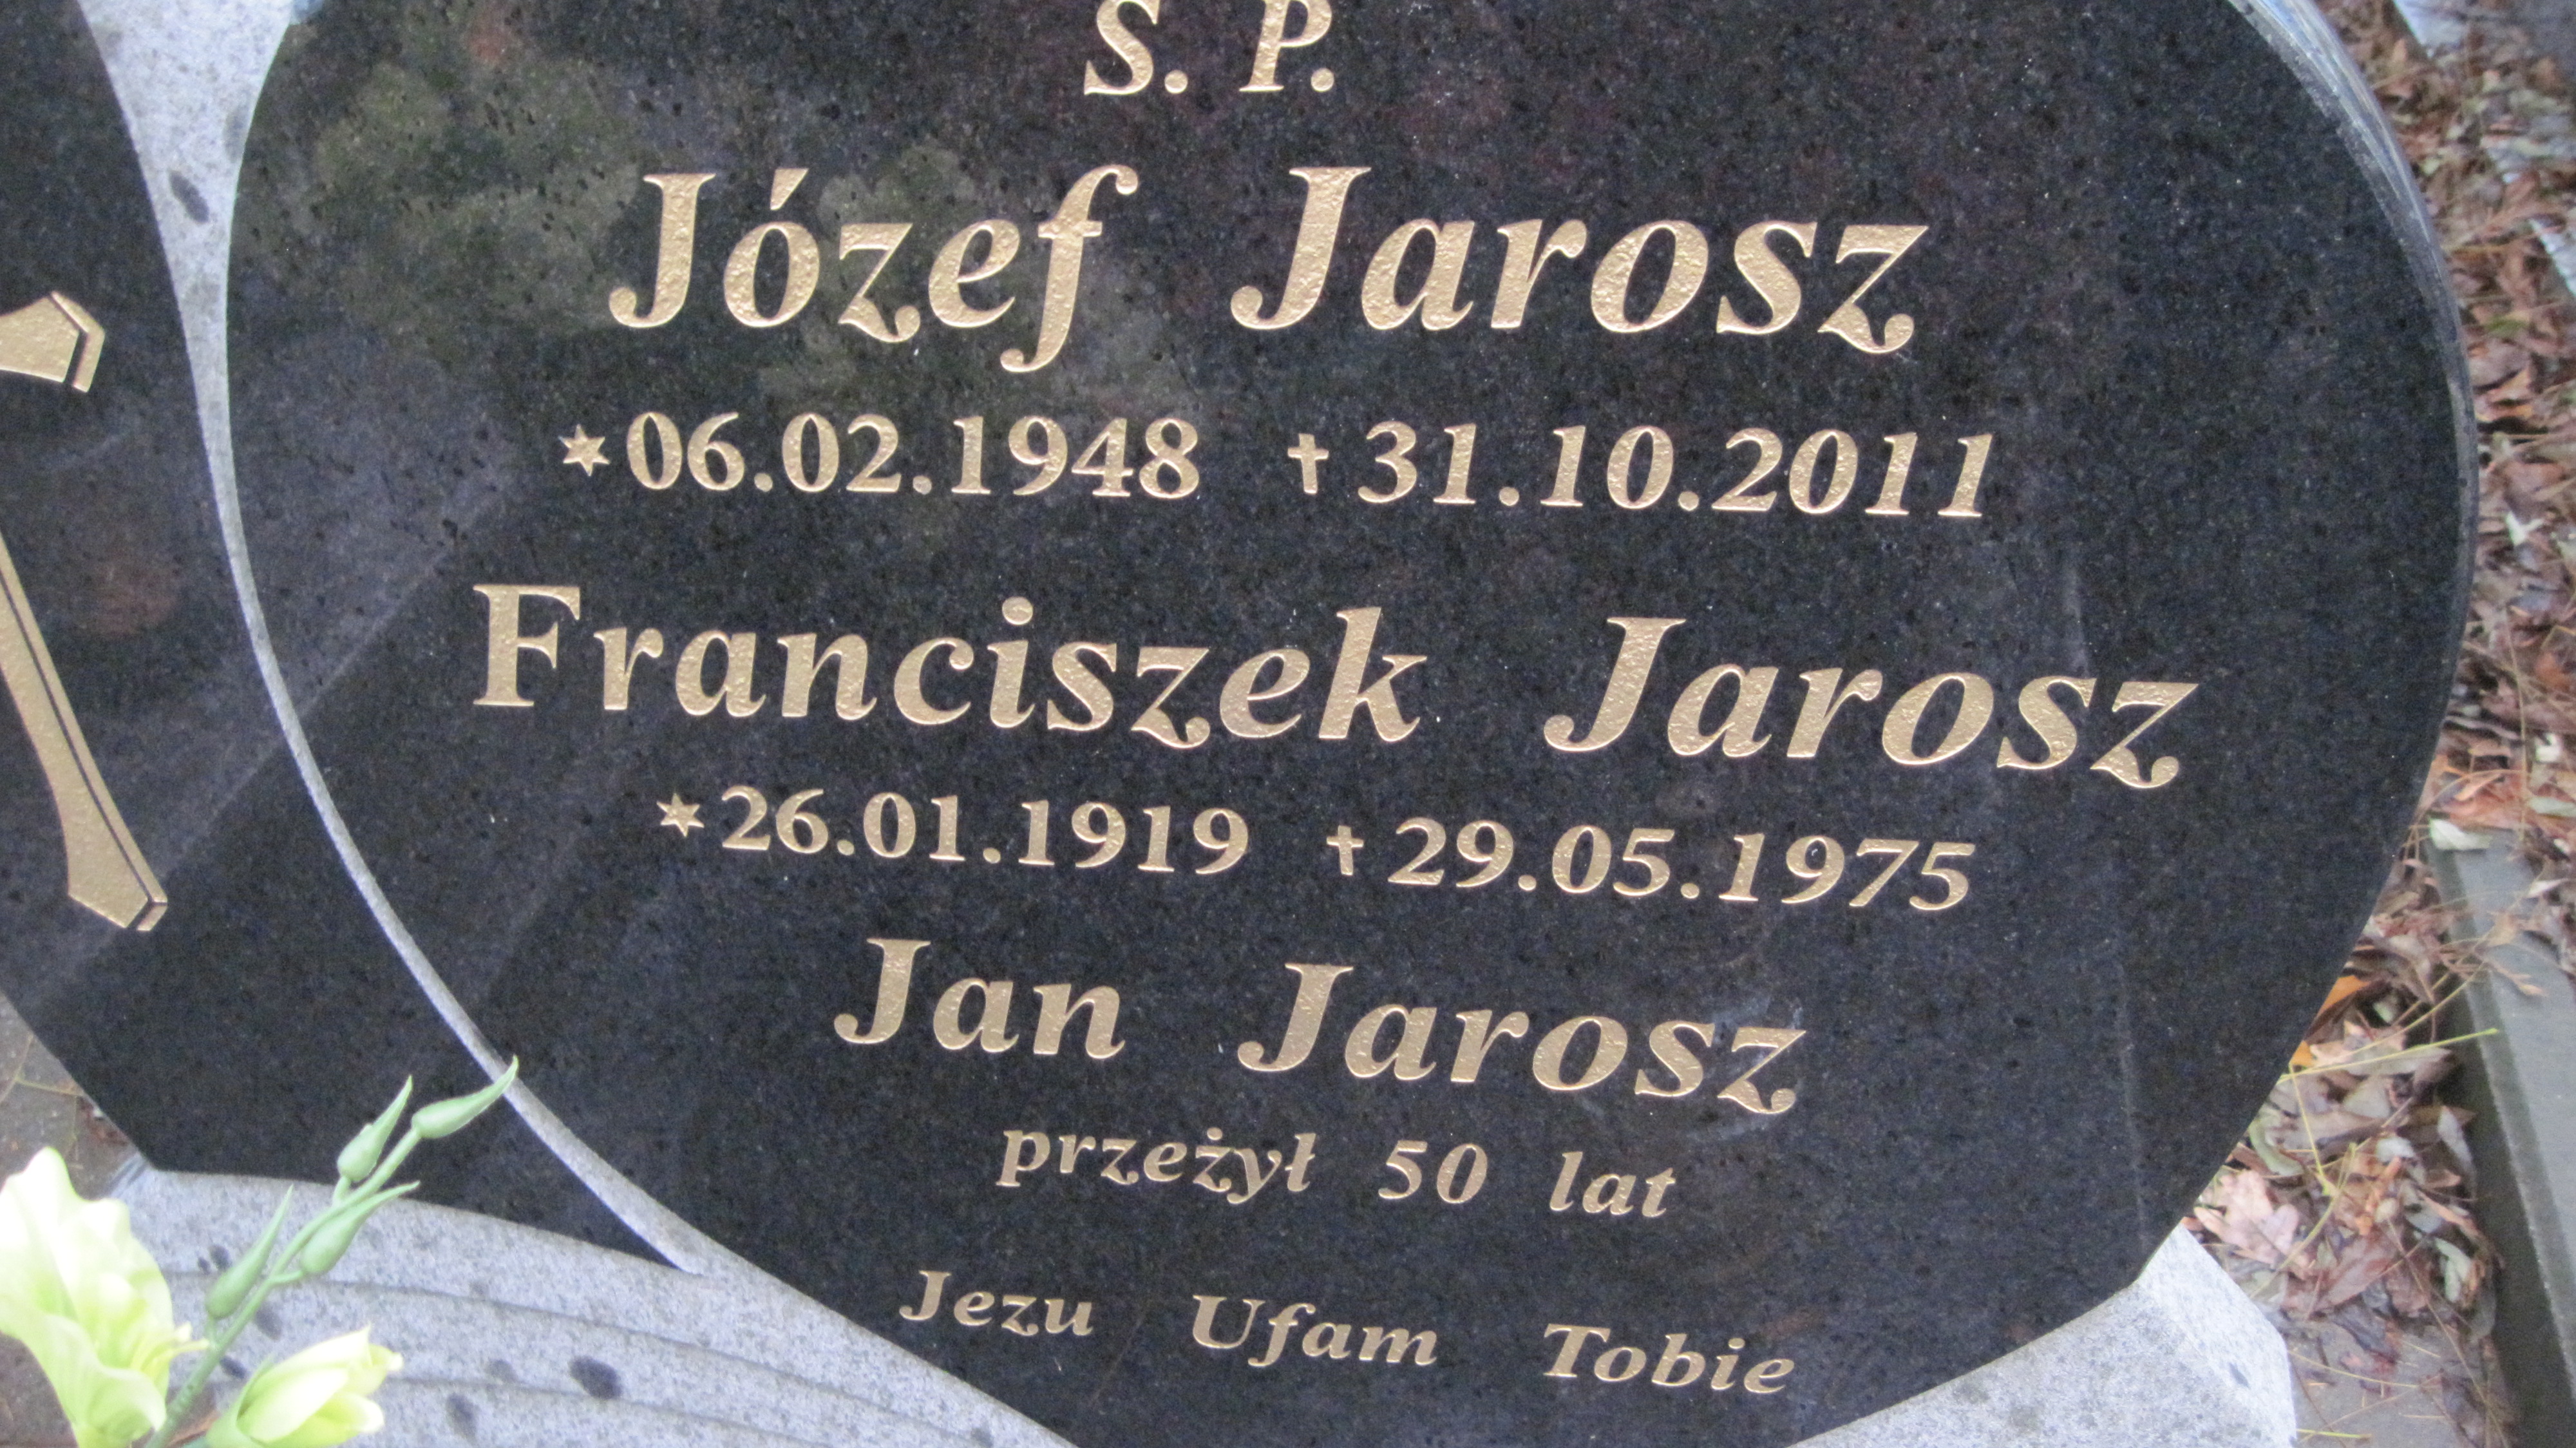 S. P.
Józef Jarosz
*06.02.1948 †31.10.2011
Franciszek Jarosz
*26.01.1919 †29.05.1975
Jan Jarosz
przeżył 50 lat
Jezu Ufam Tobie